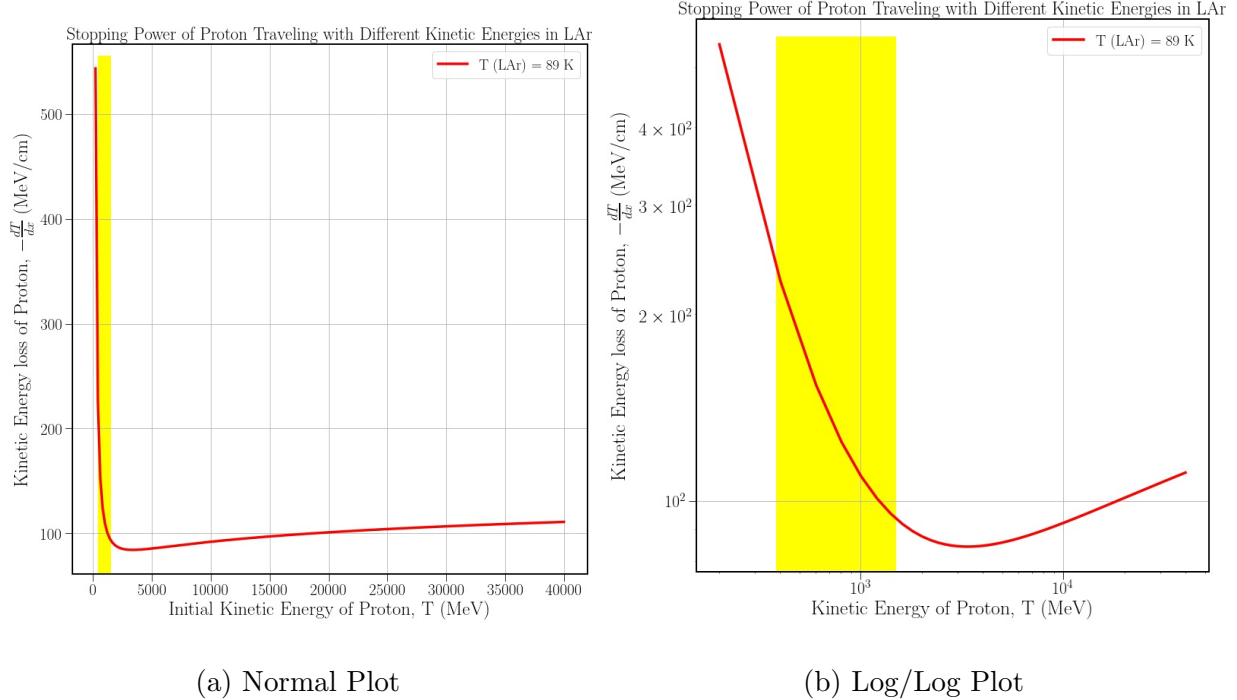 Stopping Power of Proton Traveling with Different Kinetic Energies in LAr
T (LAr) = 89 K
500
400
300
200
100
Kinetic Energy loss of Proton, $-\frac{dT}{dx}$ (MeV/cm)
0 5000 10000 15000 20000 25000 30000 35000 40000
Initial Kinetic Energy of Proton, T (MeV)
(a) Normal Plot
Stopping Power of Proton Traveling with Different Kinetic Energies in LAr
T (LAr) = 89 K
4 × 10²
3 × 10²
2 × 10²
10²
Kinetic Energy loss of Proton, $-\frac{dT}{dx}$ (MeV/cm)
10³ 10⁴
Kinetic Energy of Proton, T (MeV)
(b) Log/Log Plot